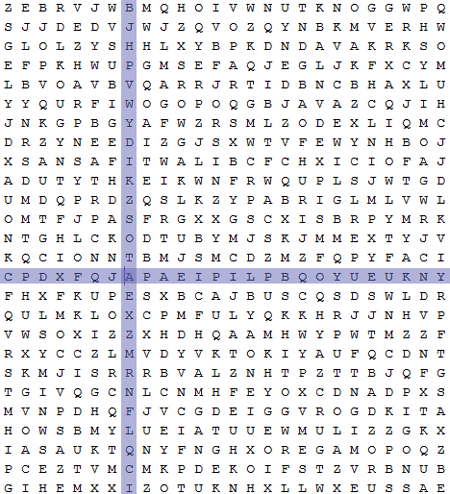 Z E B R V J W B M Q H O I V W N U T K N O G G W P Q
S J J D E D V J W J Z Q V O Z Q Y N B K M V E R H W
G L O L Z Y S H H L X Y B P K D N D A V A K R K S O
E F P K H W U P G M S E F A Q J E G L J K F X C Y M
L B V O A V B V Q A R R J R T I D B N C B H A X L U
Y Y Q U R F I W O G O P O Q G B J A V A Z C Q J I H
J N K G P B G Y A F W Z R S M L Z O D E X L I Q M C
D R Z Y N E E D I Z G J S X W T V F E W Y N H B O J
X S A N S A F I T W A L I B C F C H X I C I O F A J
A D U T Y T H K E I K W N F R W Q U P L S J W T G D
U M D Q P R D Z Q S L K Z Y P A B R I G L M L V W L
O M T F J P A S F R G X X G S C X I S B R P Y M R K
N T G H L C K O D T U B Y M J S K J M M E X T Y J V
K Q C I O N N T B M J S M C D Z M Z F Q P Y F A C I
C P D X F Q J A P A E I P I L P B Q O Y U E U K N Y
F H X F K U P E S X B C A J B U S C Q S D S W L D R
Q U L M K L O X C P M F U L Y Q K K H R J J N H V P
V W S O X I Z Z X H D H Q A A M H W Y P W T M Z Z F
R X Y C C Z L M V D Y V K T O K I Y A U F Q C D N T
S K M J I S R R R B V A L Z N H T P Z T T B J Q F G
T G I V Q G C N L C N M H F E Y O X C D N A D P X S
M V N P D H Q F J V C G D E I G G V R O G D K I T A
H O W S B M Y L U E I A T U U E W M U L I Z Z G K X
I A S A U K T Q N Y F N G H X O R E G A M O P O Q Z
P C E Z T V M C M K P D E K O I F S T Z V R B N U B
G I H E M X X I Z O T U K N H X L L W X E U S S A E